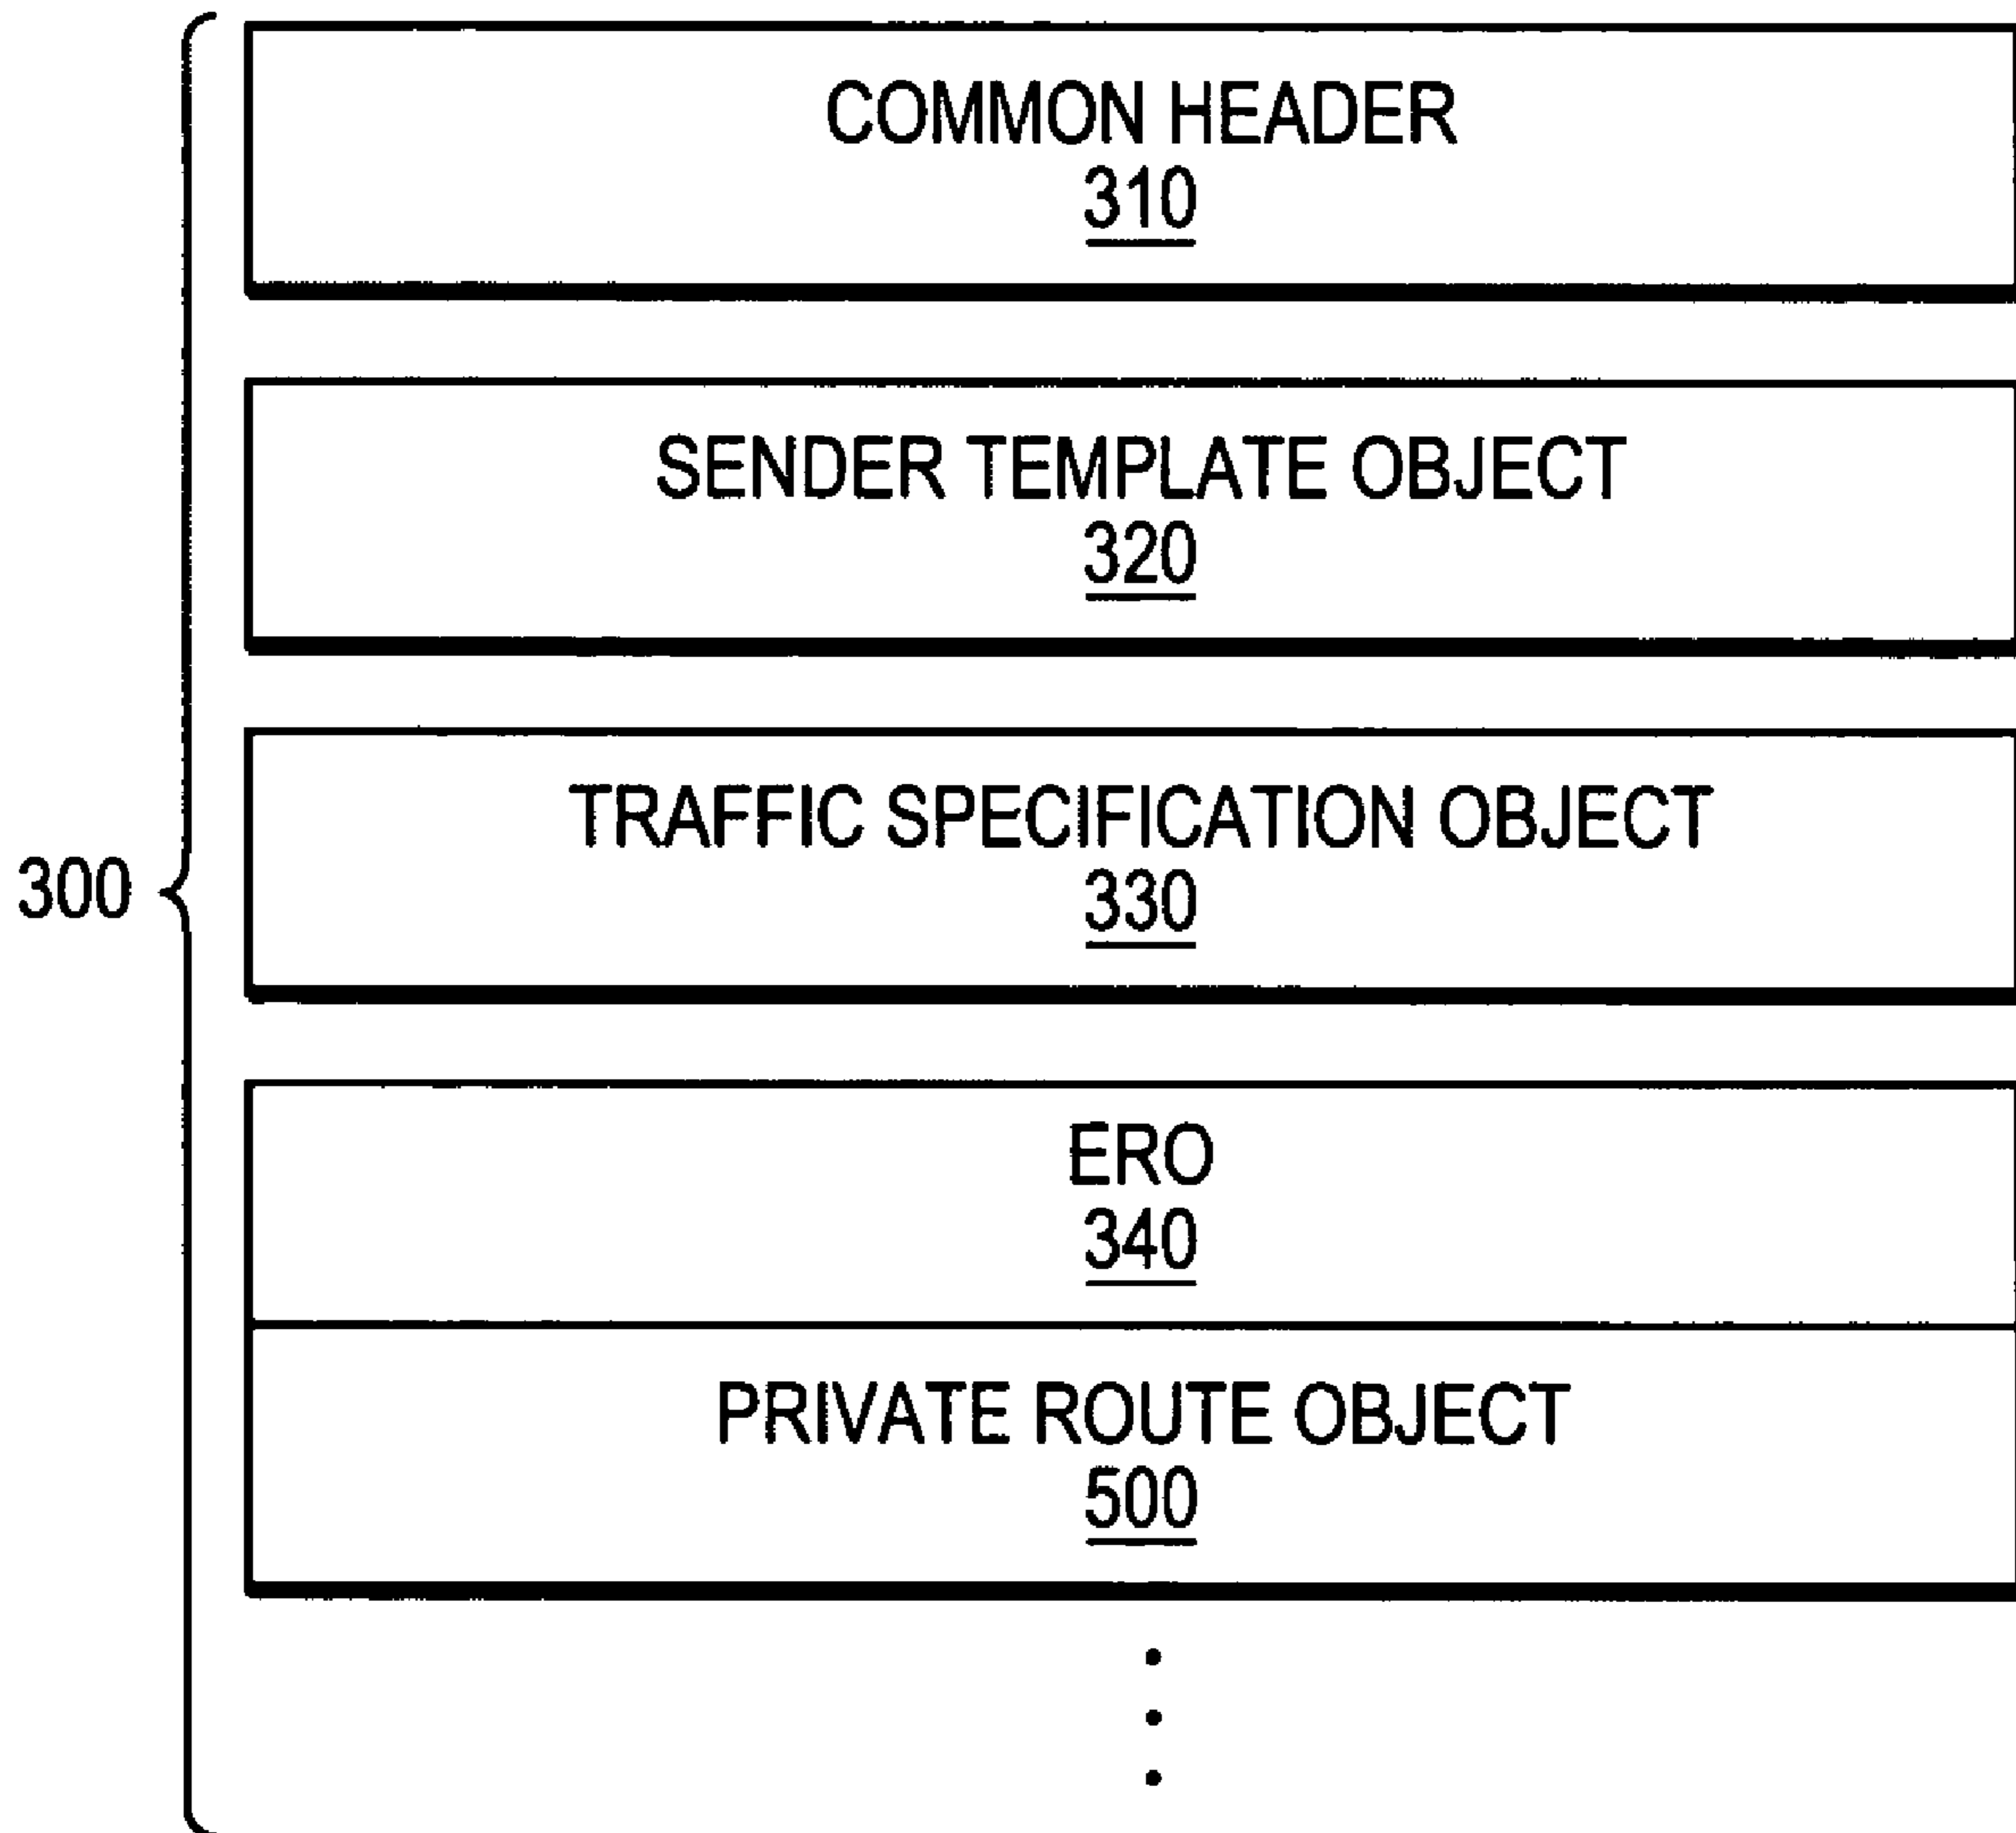 COMMON HEADER
310
SENDER TEMPLATE OBJECT
320
TRAFFIC SPECIFICATION OBJECT
330
300
ERO
340
PRIVATE ROUTE OBJECT
500